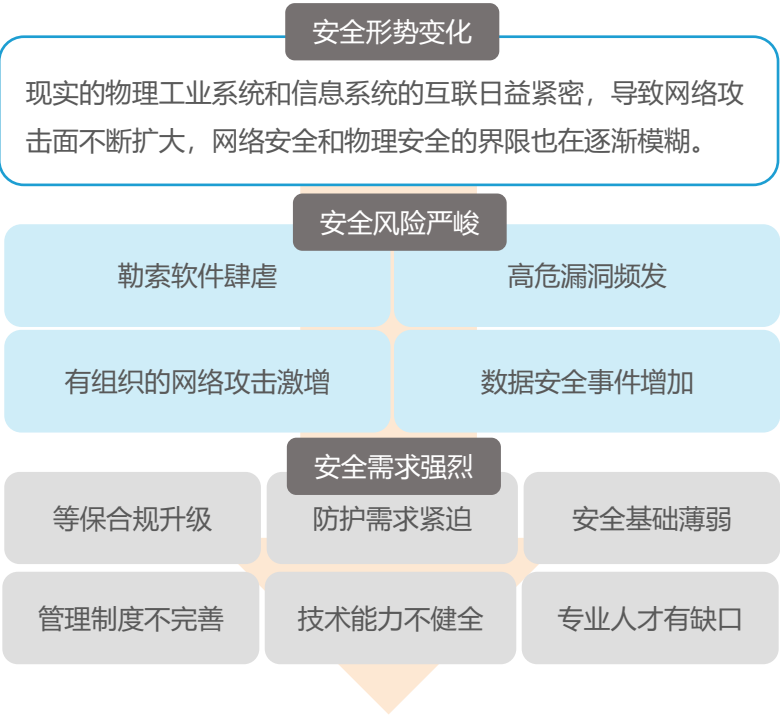 安全形势变化
现实的物理工业系统和信息系统的互联日益紧密，导致网络攻
击面不断扩大，网络安全和物理安全的界限也在逐渐模糊。
安全风险严峻
勒索软件肆虐 高危漏洞频发
有组织的网络攻击激增 数据安全事件增加
安全需求强烈
等保合规升级 防护需求紧迫 安全基础薄弱
管理制度不完善 技术能力不健全 专业人才有缺口